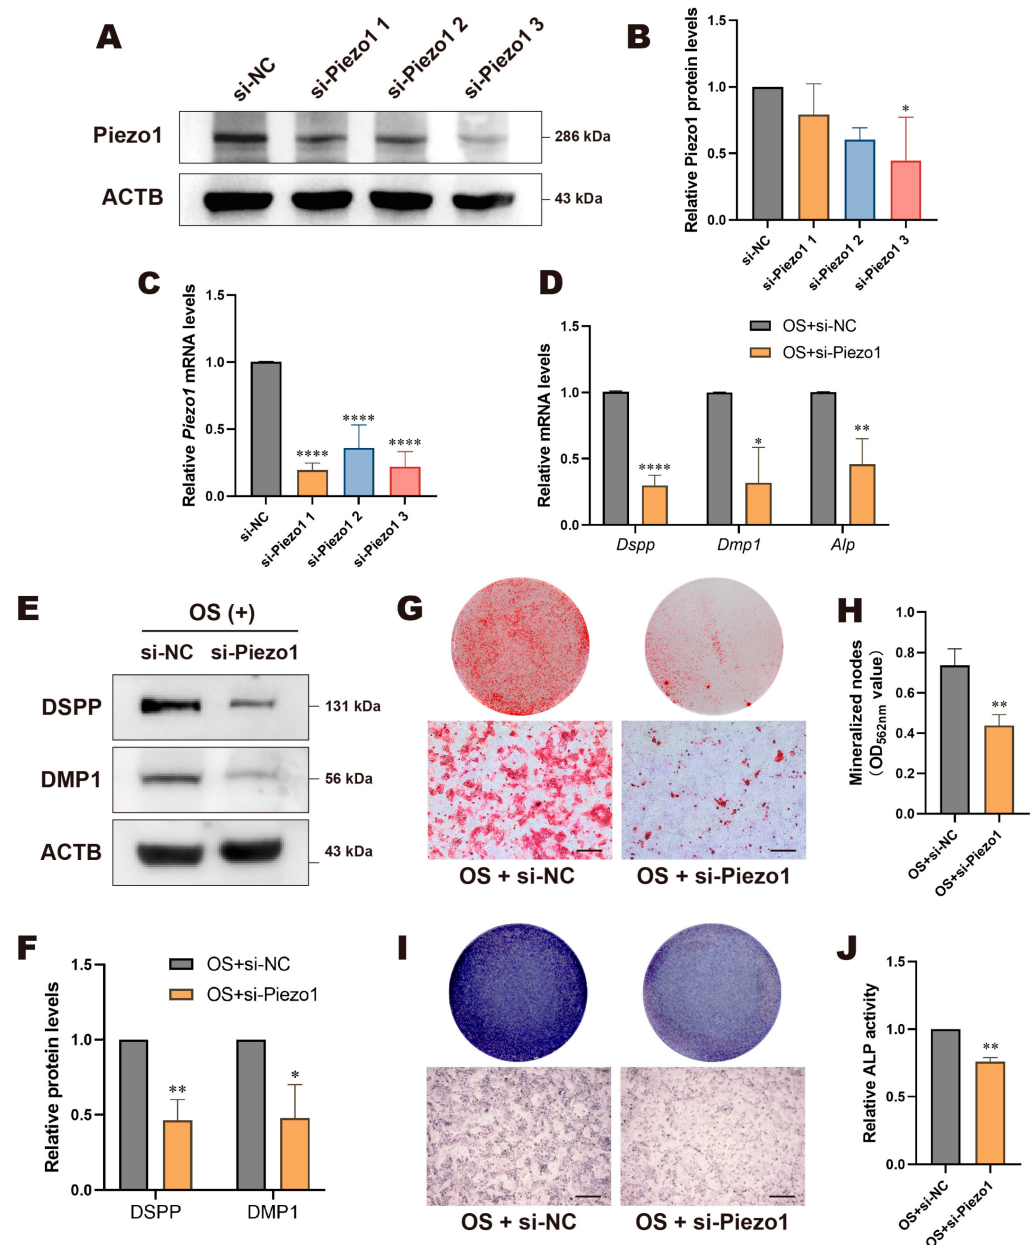 A
si-NC
si-Piezo1 1
si-Piezo1 2
si-Piezo1 3
Piezo1
286 kDa
ACTB
43 kDa
B
Relative Piezo1 protein levels
1.5
1.0
0.5
0.0
*
si-NC
si-Piezo1 1
si-Piezo1 2
si-Piezo1 3
C
Relative Piezo1 mRNA levels
1.5
1.0
0.5
0.0
****
****
****
si-NC
si-Piezo1 1
si-Piezo1 2
si-Piezo1 3
D
OS+si-NC
OS+si-Piezo1
Relative mRNA levels
1.5
1.0
0.5
0.0
****
*
**
Dspp
Dmp1
Alp
E
OS (+)
si-NC
si-Piezo1
DSPP
131 kDa
DMP1
56 kDa
ACTB
43 kDa
F
OS+si-NC
OS+si-Piezo1
Relative protein levels
1.5
1.0
0.5
0.0
**
*
DSPP
DMP1
G
OS + si-NC
OS + si-Piezo1
H
Mineralized nodes
(OD562nm value)
1.0
0.8
0.6
0.4
0.2
0.0
**
OS+si-NC
OS+si-Piezo1
I
OS + si-NC
OS + si-Piezo1
J
Relative ALP activity
1.5
1.0
0.5
0.0
**
OS+si-NC
OS+si-Piezo1